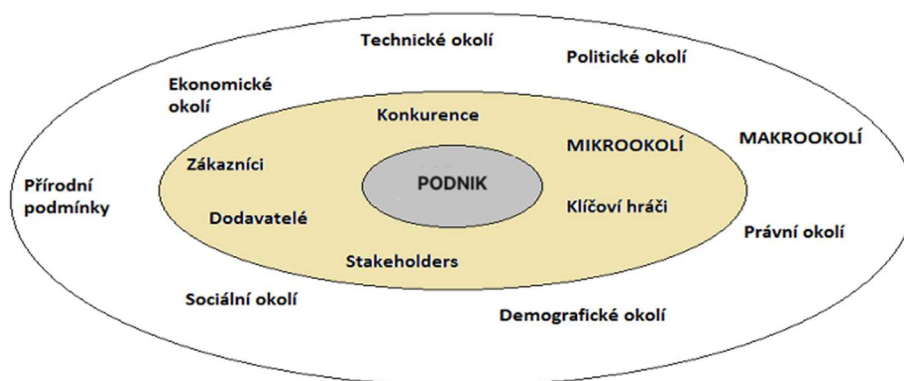 Technické okolí
Politické okolí
Ekonomické
okolí
Konkurence
MIKROOKOLÍ
MAKROOKOLÍ
Zákazníci
PODNIK
Přírodní
podmínky
Dodavatelé
Klíčoví hráči
Právní okolí
Stakeholders
Sociální okolí
Demografické okolí